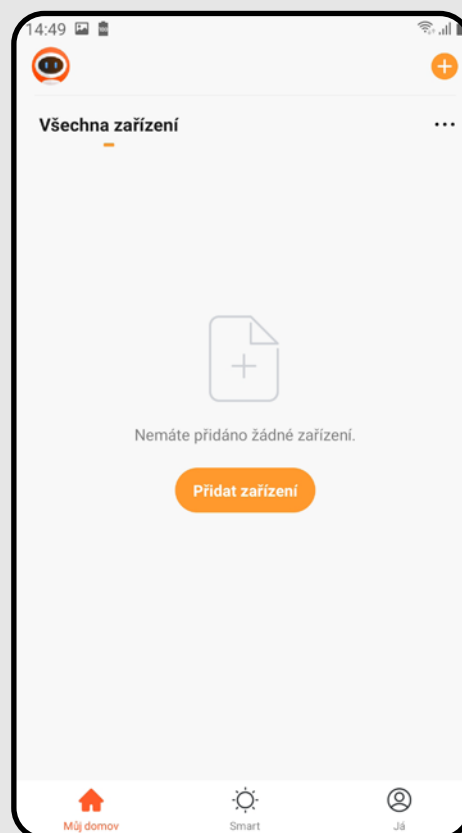 14:49
Všechna zařízení
Nemáte přidáno žádné zařízení.
Přidat zařízení
Můj domov
Smart
Já